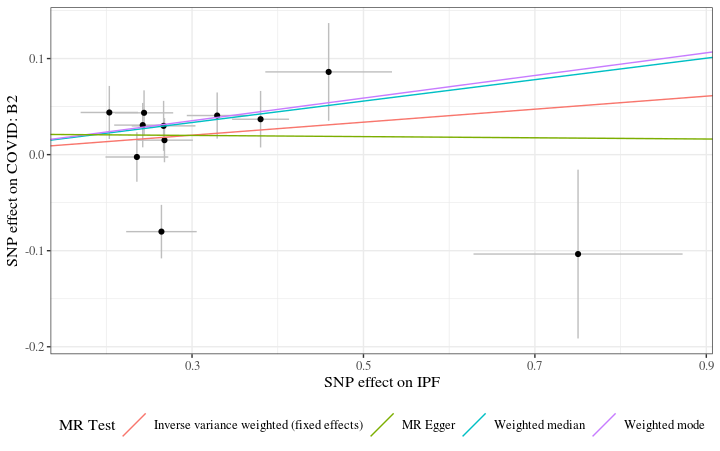 SNP effect on COVID: B2
0.1
0.0
-0.1
-0.2
0.3 0.5 0.7 0.9
SNP effect on IPF
MR Test Inverse variance weighted (fixed effects) MR Egger Weighted median Weighted mode